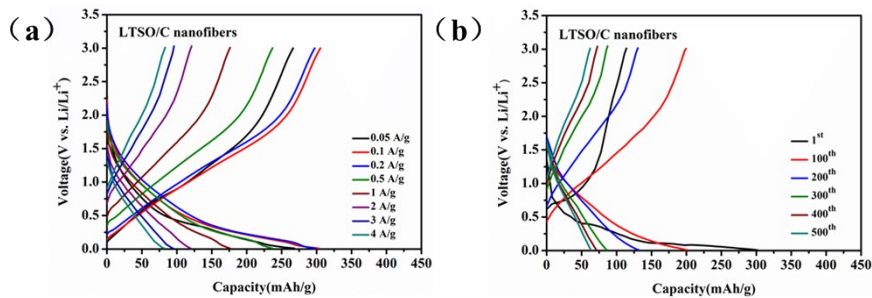 (a)
LTSO/C nanofibers
Voltage(V vs. Li/Li⁺)
3.5
3.0
2.5
2.0
1.5
1.0
0.5
0.0
0.05 A/g
0.1 A/g
0.2 A/g
0.5 A/g
1 A/g
2 A/g
3 A/g
4 A/g
0 50 100 150 200 250 300 350 400 450
Capacity(mAh/g)
(b)
LTSO/C nanofibers
Voltage(V vs. Li/Li⁺)
3.5
3.0
2.5
2.0
1.5
1.0
0.5
0.0
1ˢᵗ
100ᵗʰ
200ᵗʰ
300ᵗʰ
400ᵗʰ
500ᵗʰ
0 50 100 150 200 250 300 350 400 450
Capacity(mAh/g)